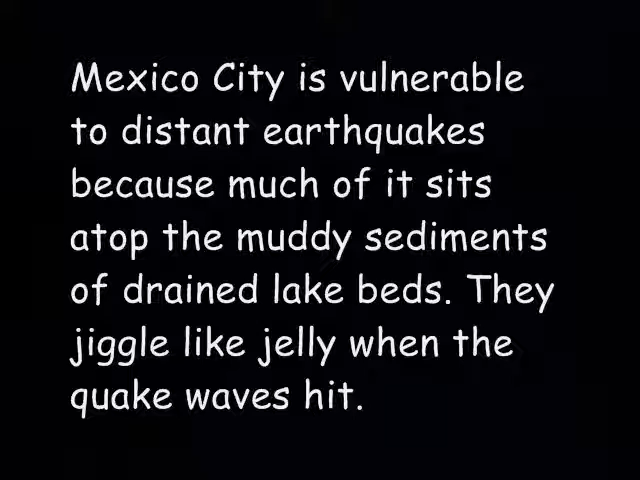 Mexico City is vulnerable
to distant earthquakes
because much of it sits
atop the muddy sediments
of drained lake beds. They
jiggle like jelly when the
quake waves hit.